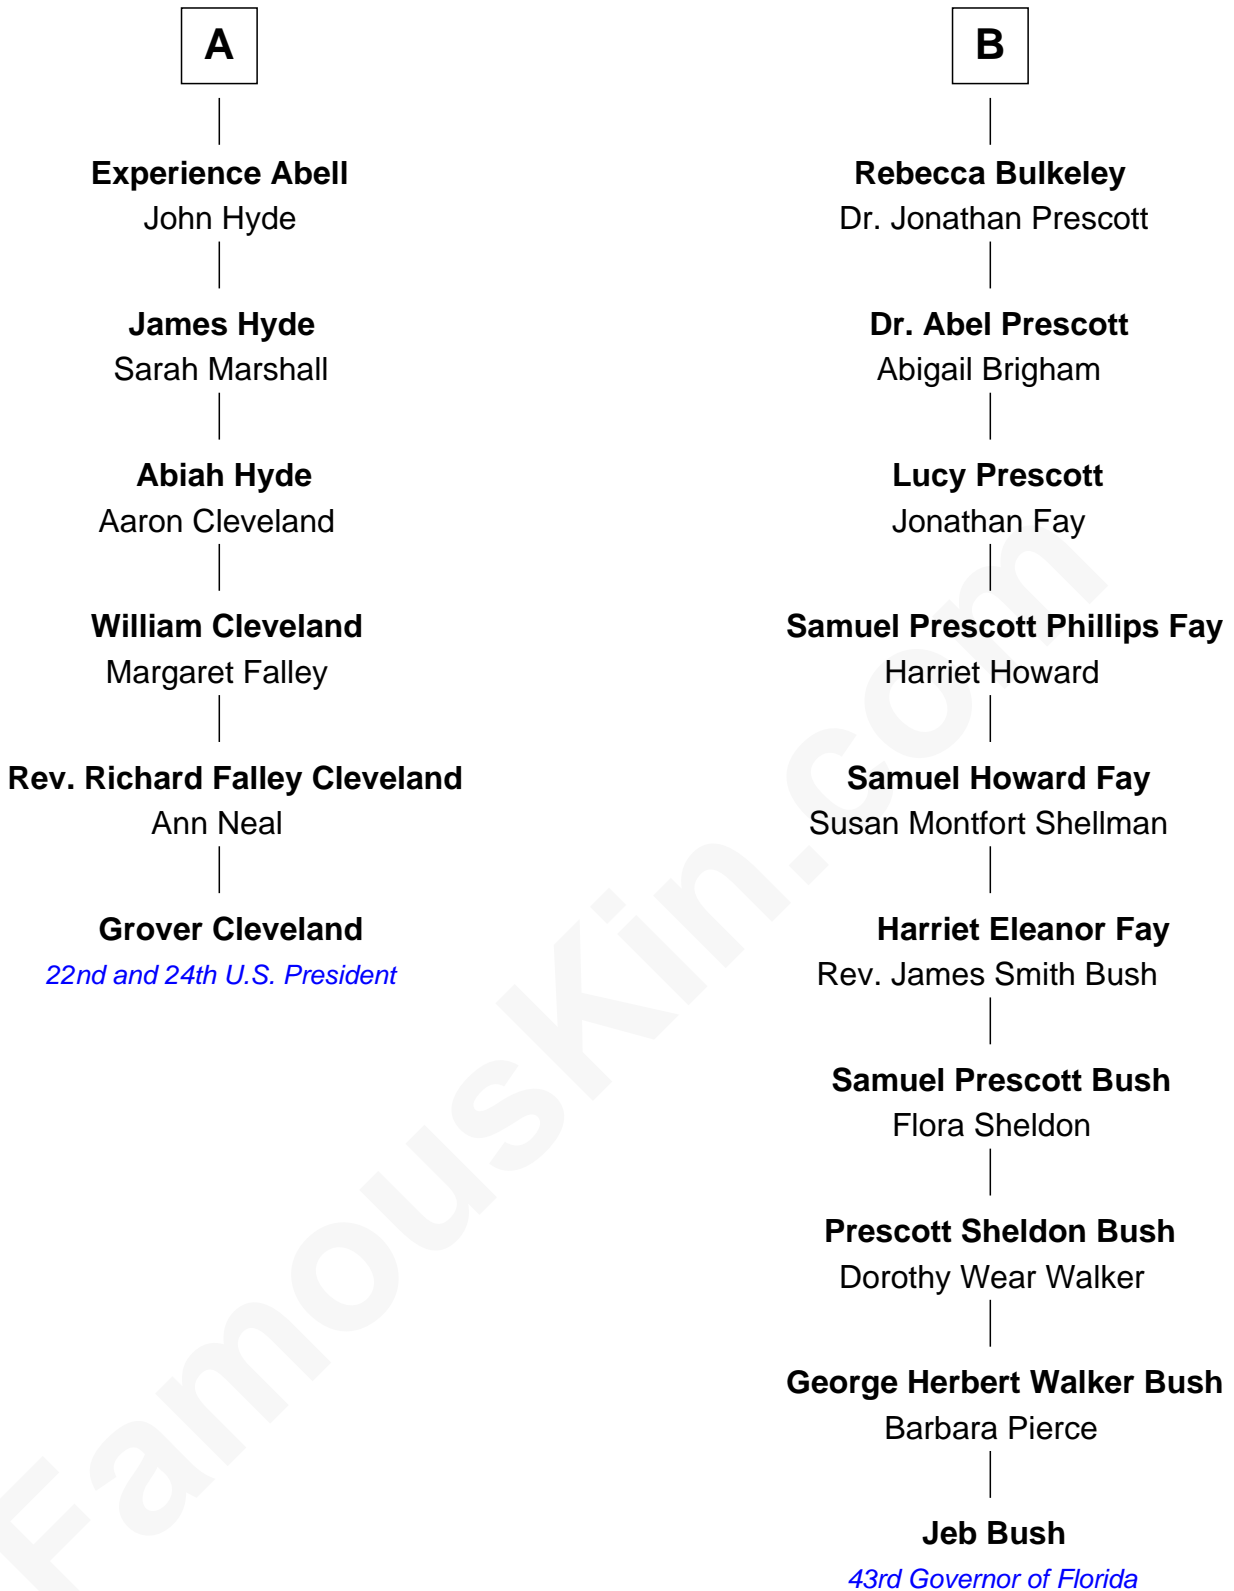 A
Experience Abell
John Hyde
James Hyde
Sarah Marshall
Abiah Hyde
Aaron Cleveland
William Cleveland
Margaret Falley
Rev. Richard Falley Cleveland
Ann Neal
Grover Cleveland
22nd and 24th U.S. President
B
Rebecca Bulkeley
Dr. Jonathan Prescott
Dr. Abel Prescott
Abigail Brigham
Lucy Prescott
Jonathan Fay
Samuel Prescott Phillips Fay
Harriet Howard
Samuel Howard Fay
Susan Montfort Shellman
Harriet Eleanor Fay
Rev. James Smith Bush
Samuel Prescott Bush
Flora Sheldon
Prescott Sheldon Bush
Dorothy Wear Walker
George Herbert Walker Bush
Barbara Pierce
Jeb Bush
43rd Governor of Florida
FamousKin.com